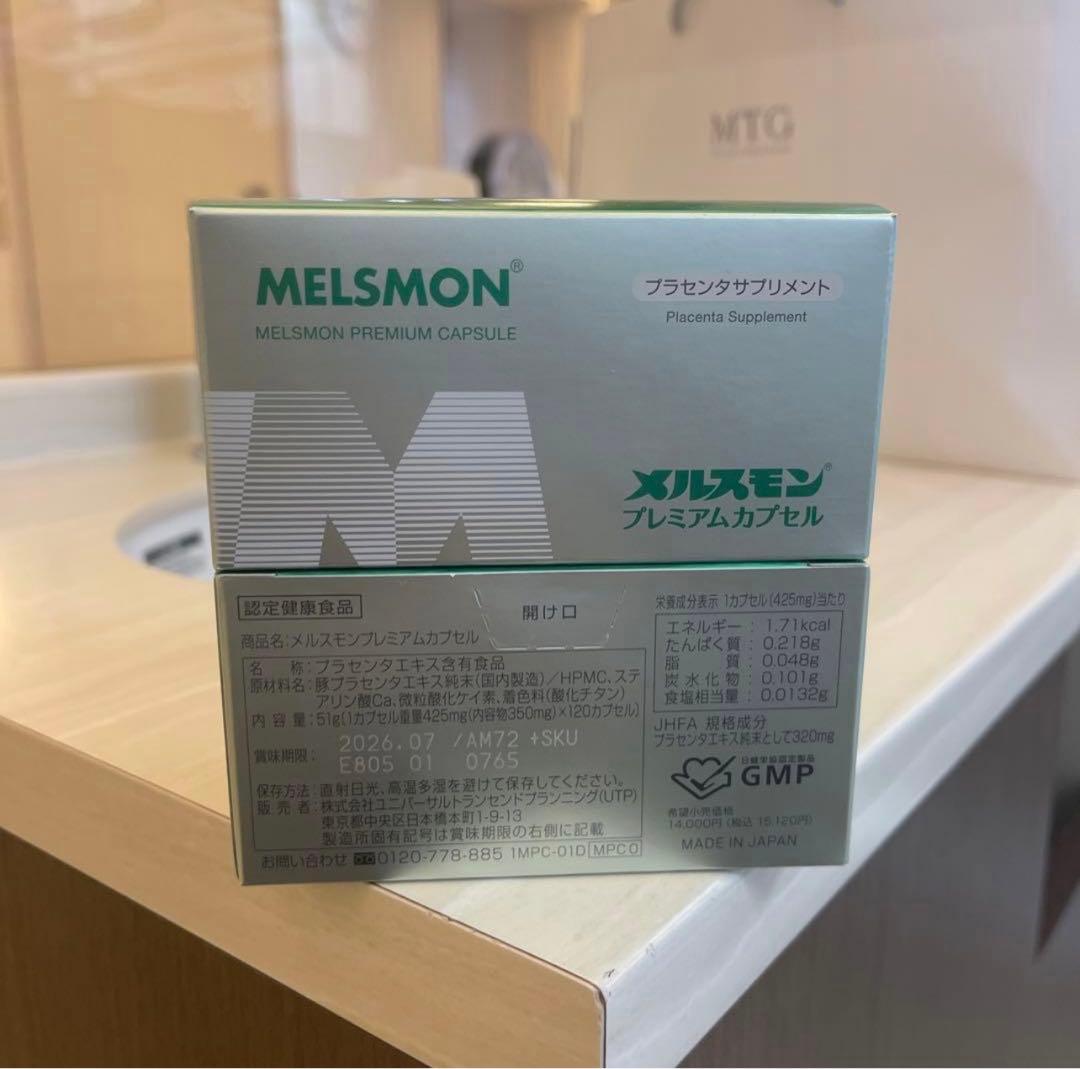 MTG
MELSMON®
MELSMON PREMIUM CAPSULE
プラセンタサプリメント
Placenta Supplement
メルスモン®
プレミアムカプセル
認定健康食品
開け口
商品名:メルスモンプレミアムカプセル
名 称:プラセンタエキス含有食品
原材料名:豚プラセンタエキス純末(国内製造)/HPMC、ステ
アリン酸Ca、微粒酸化ケイ素、着色料(酸化チタン)
内 容 量:51g(1カプセル重量425mg(内容物350mg)×120カプセル)
賞味期限:
2026.07 /AM72 +SKU
E805 01 0765
保存方法:直射日光、高温多湿を避けて保存してください。
販 売 者:株式会社ユニバーサルトランセンドプランニング(UTP)
東京都中央区日本橋本町1-9-13
製造所固有記号は賞味期限の右側に記載
お問い合わせ 0120-778-885 1MPC-01D MPC O
栄養成分表示 1カプセル(425mg)当たり
エネルギー : 1.71kcal
たんぱく質 : 0.218g
脂 質 : 0.048g
炭水化物 : 0.101g
食塩相当量 : 0.0132g
JHFA 規格成分
プラセンタエキス純末として320mg
日健栄協認定製品
GMP
希望小売価格
14,000円(税込 15,120円)
MADE IN JAPAN